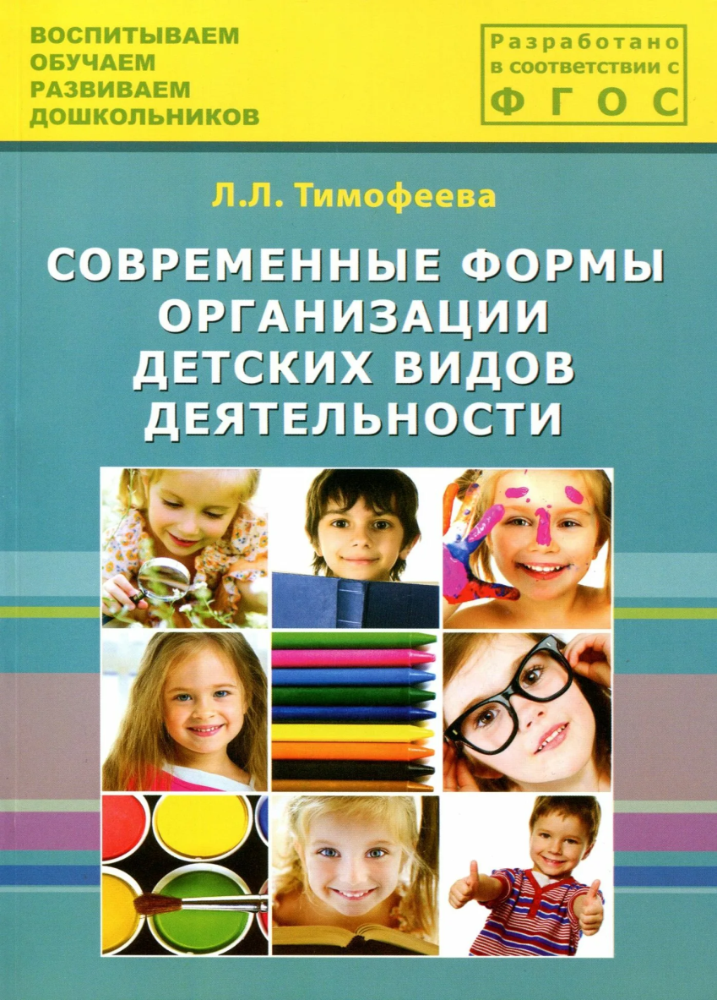 ВОСПИТЫВАЕМ
ОБУЧАЕМ
РАЗВИВАЕМ
ДОШКОЛЬНИКОВ
Разработано
в соответствии с
ФГОС
Л.Л. Тимофеева
СОВРЕМЕННЫЕ ФОРМЫ
ОРГАНИЗАЦИИ
ДЕТСКИХ ВИДОВ
ДЕЯТЕЛЬНОСТИ